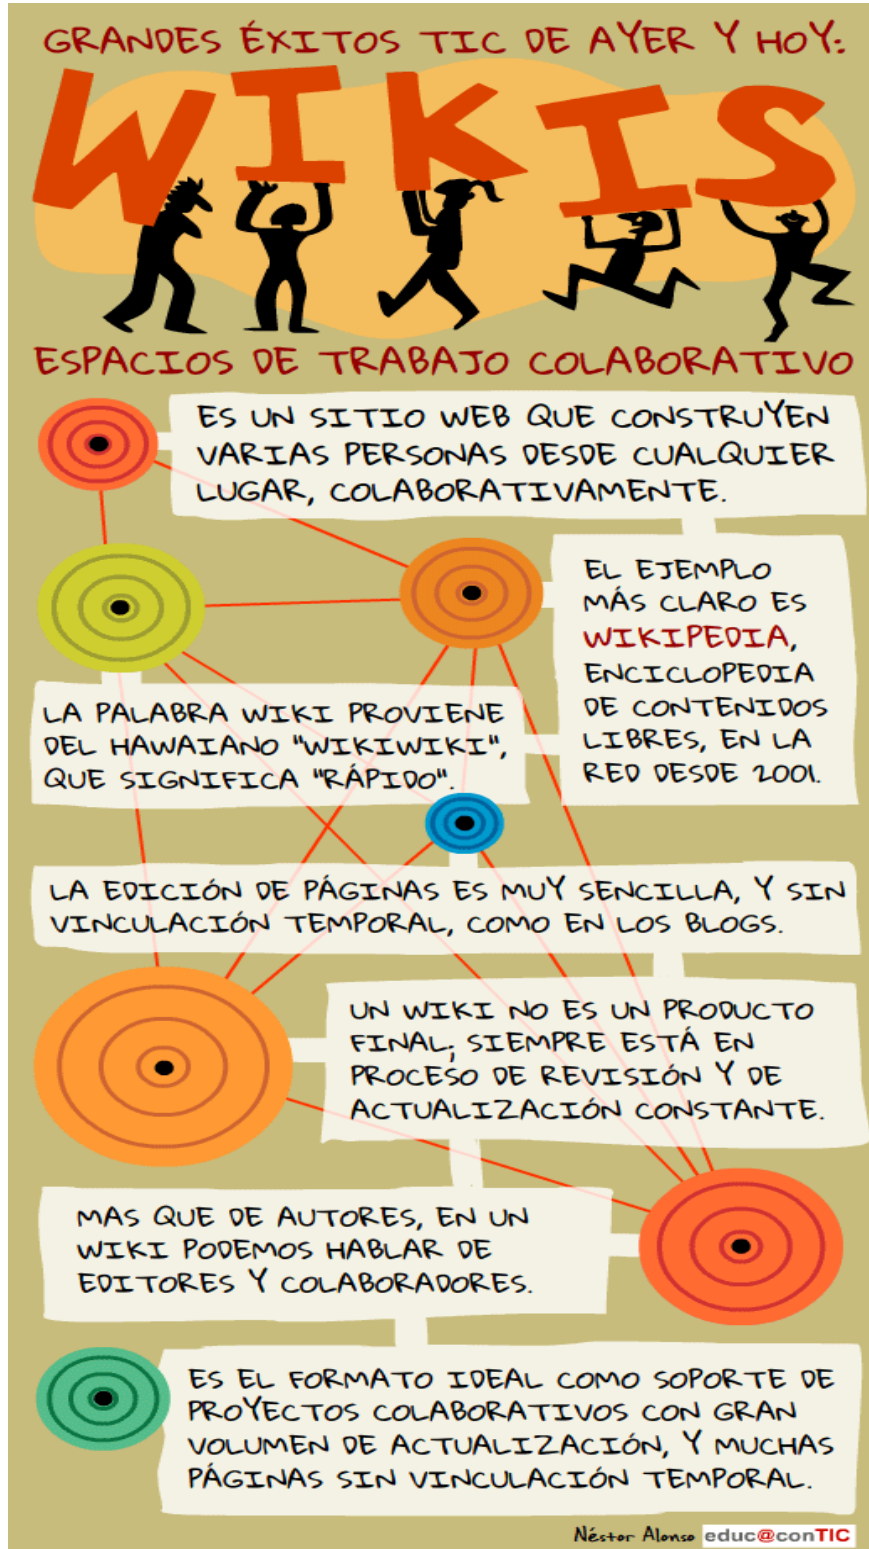 GRANDES ÉXITOS TIC DE AYER Y HOY:
WIKIS
ESPACIOS DE TRABAJO COLABORATIVO
ES UN SITIO WEB QUE CONSTRUYEN
VARIAS PERSONAS DESDE CUALQUIER
LUGAR, COLABORATIVAMENTE.
EL EJEMPLO
MÁS CLARO ES
WIKIPEDIA,
ENCICLOPEDIA
DE CONTENIDOS
LIBRES, EN LA
RED DESDE 2001.
LA PALABRA WIKI PROVIENE
DEL HAWAIANO "WIKIWIKI",
QUE SIGNIFICA "RÁPIDO".
LA EDICIÓN DE PÁGINAS ES MUY SENCILLA, Y SIN
VINCULACIÓN TEMPORAL, COMO EN LOS BLOGS.
UN WIKI NO ES UN PRODUCTO
FINAL; SIEMPRE ESTÁ EN
PROCESO DE REVISIÓN Y DE
ACTUALIZACIÓN CONSTANTE.
MAS QUE DE AUTORES, EN UN
WIKI PODEMOS HABLAR DE
EDITORES Y COLABORADORES.
ES EL FORMATO IDEAL COMO SOPORTE DE
PROYECTOS COLABORATIVOS CON GRAN
VOLUMEN DE ACTUALIZACIÓN, Y MUCHAS
PÁGINAS SIN VINCULACIÓN TEMPORAL.
Néstor Alonso educ@conTIC